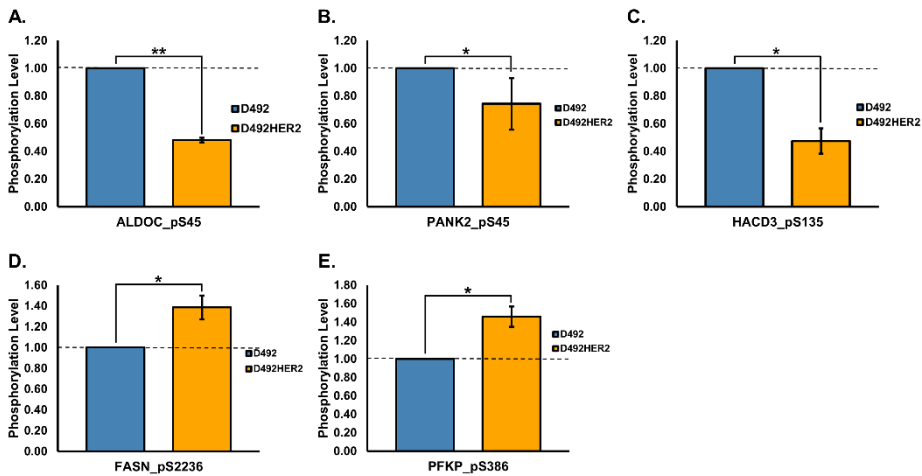 A.
Phosphorylation Level
1.20
1.00
0.80
0.60
0.40
0.20
0.00
**
D492
D492HER2
ALDOC_pS45
B.
Phosphorylation Level
1.20
1.00
0.80
0.60
0.40
0.20
0.00
*
D492
D492HER2
PANK2_pS45
C.
Phosphorylation Level
1.20
1.00
0.80
0.60
0.40
0.20
0.00
*
D492
D492HER2
HACD3_pS135
D.
Phosphorylation Level
1.60
1.40
1.20
1.00
0.80
0.60
0.40
0.20
0.00
*
D492
D492HER2
FASN_pS2236
E.
Phosphorylation Level
1.80
1.60
1.40
1.20
1.00
0.80
0.60
0.40
0.20
0.00
*
D492
D492HER2
PFKP_pS386